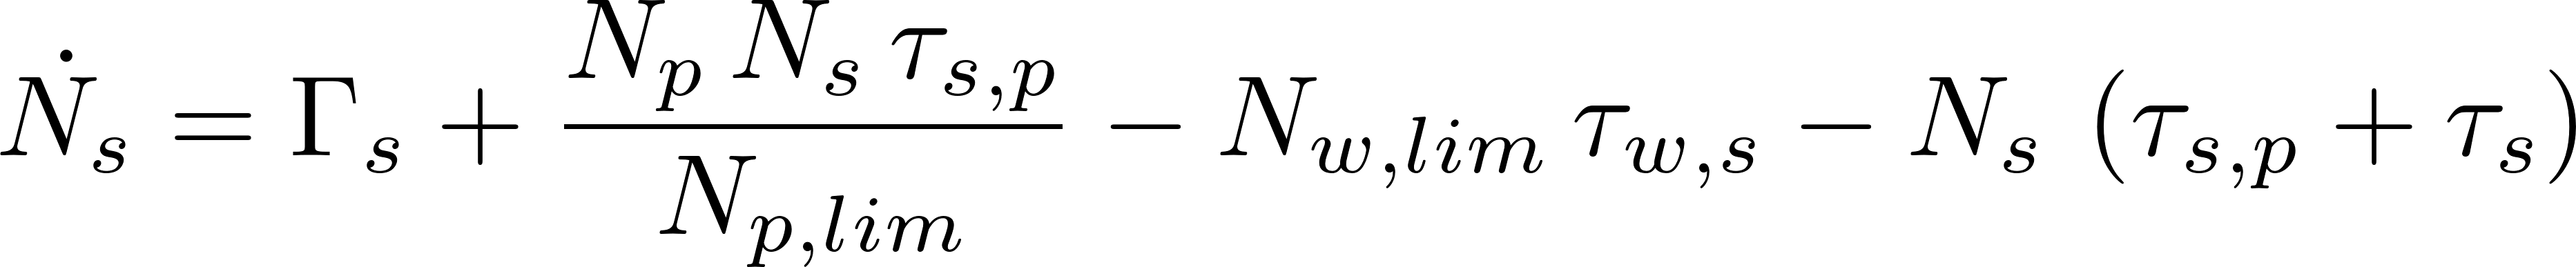 \dot{N}_s = \Gamma_s + \frac{N_p \, N_s \, \tau_{s,p}}{N_{p,lim}} - N_{w,lim} \, \tau_{w,s} - N_s \, (\tau_{s,p} + \tau_s)